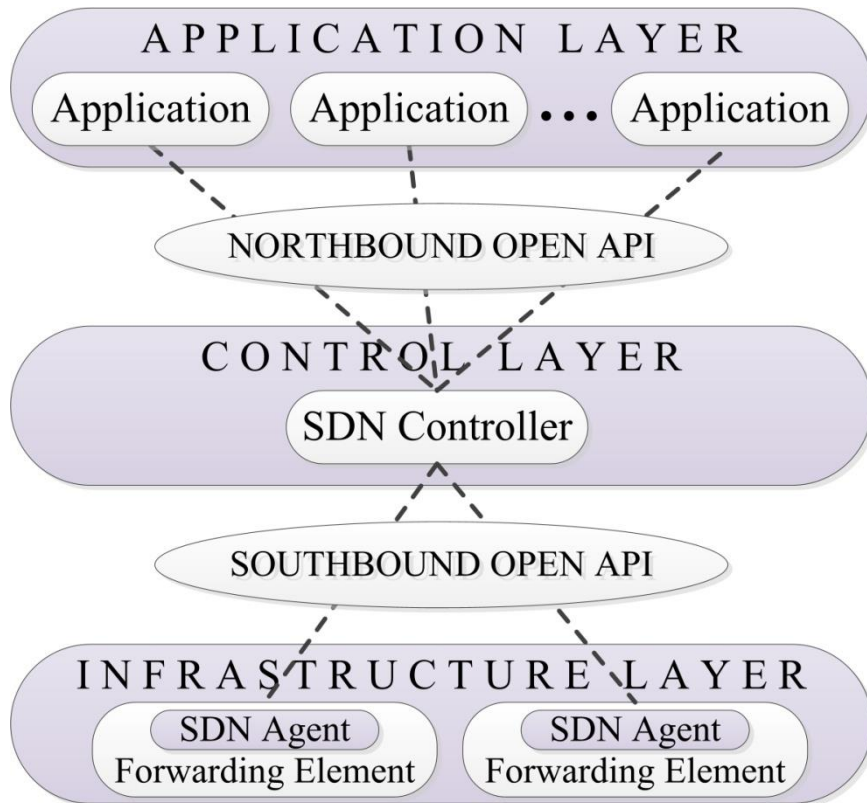 APPLICATION LAYER
Application Application ... Application
NORTHBOUND OPEN API
CONTROL LAYER
SDN Controller
SOUTHBOUND OPEN API
INFRASTRUCTURE LAYER
SDN Agent SDN Agent
Forwarding Element Forwarding Element